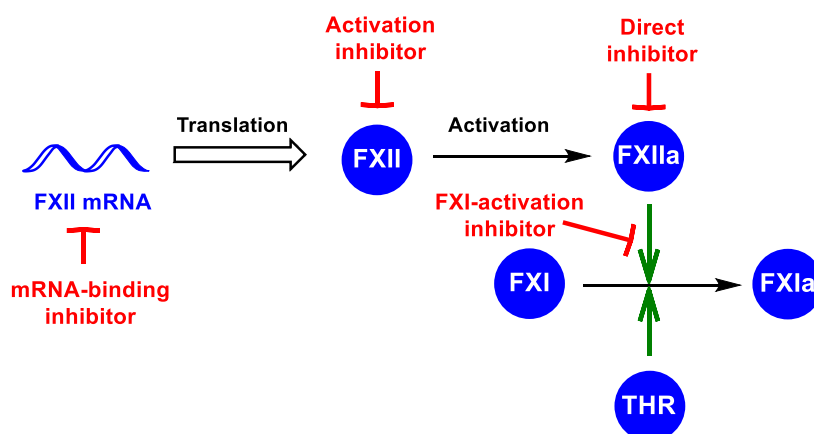 Activation
inhibitor
Direct
inhibitor
Translation
Activation
FXII
FXIIa
FXII mRNA
FXI-activation
inhibitor
mRNA-binding
inhibitor
FXI
FXIa
THR